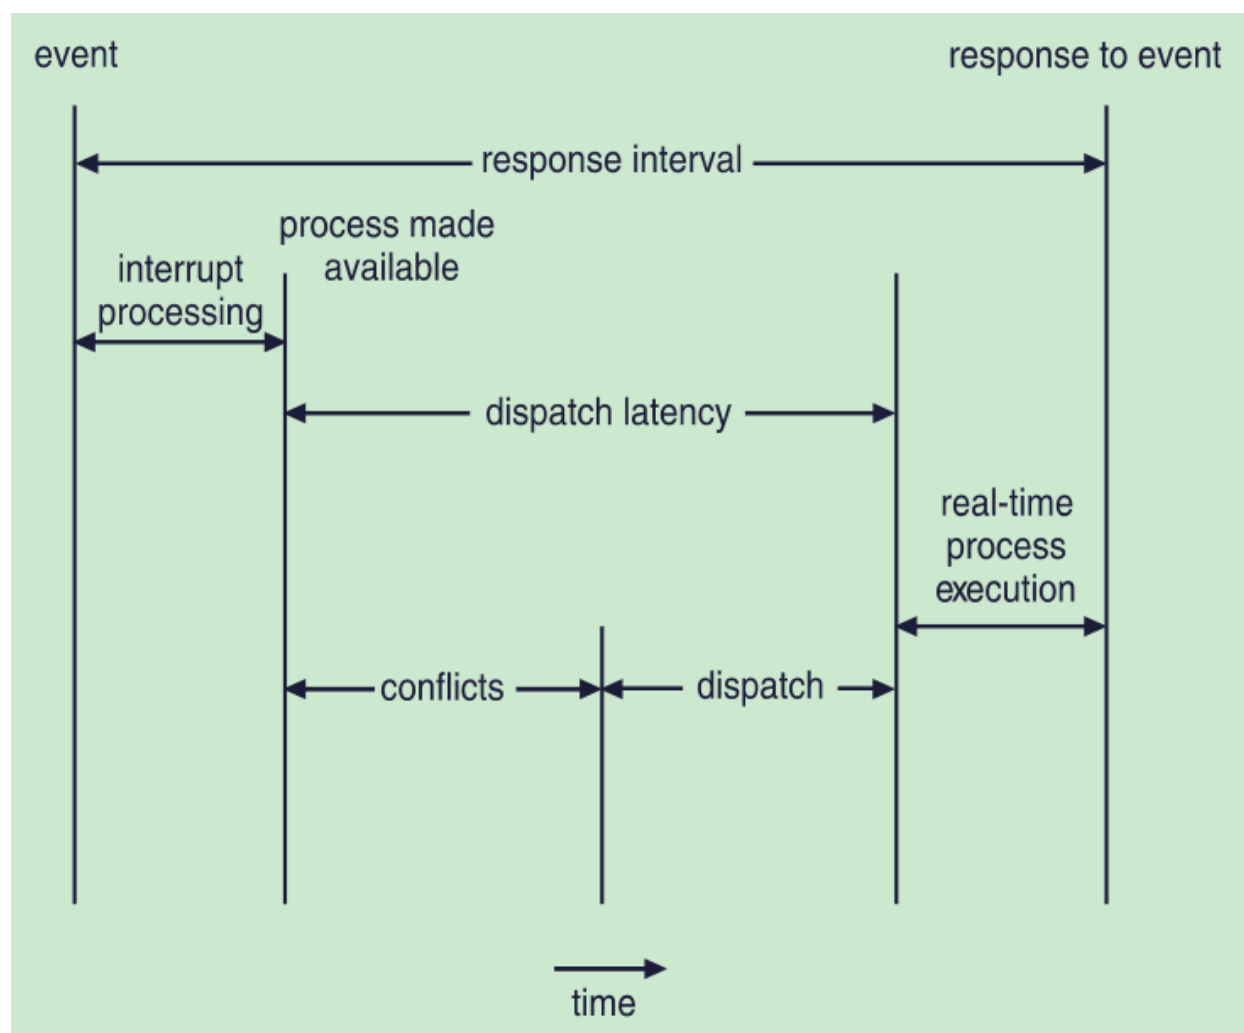 event
response to event
response interval
process made
available
interrupt
processing
dispatch latency
real-time
process
execution
conflicts
dispatch
time